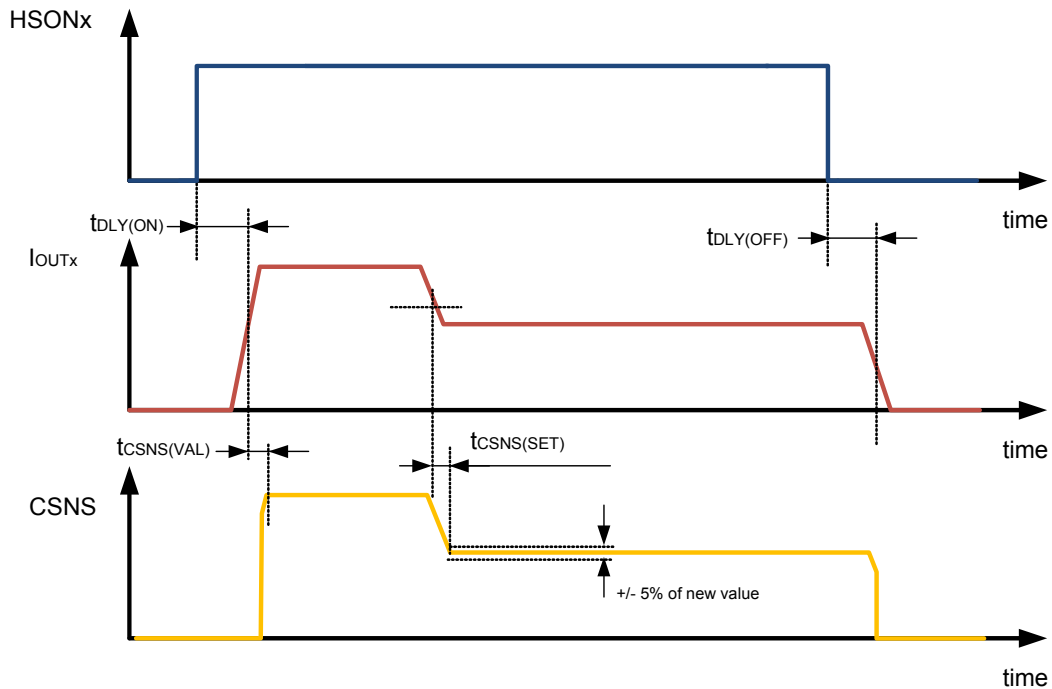 HSONx
time
tDLY(ON)
tDLY(OFF)
IOUTx
time
tCSNS(VAL)
tCSNS(SET)
CSNS
+/- 5% of new value
time